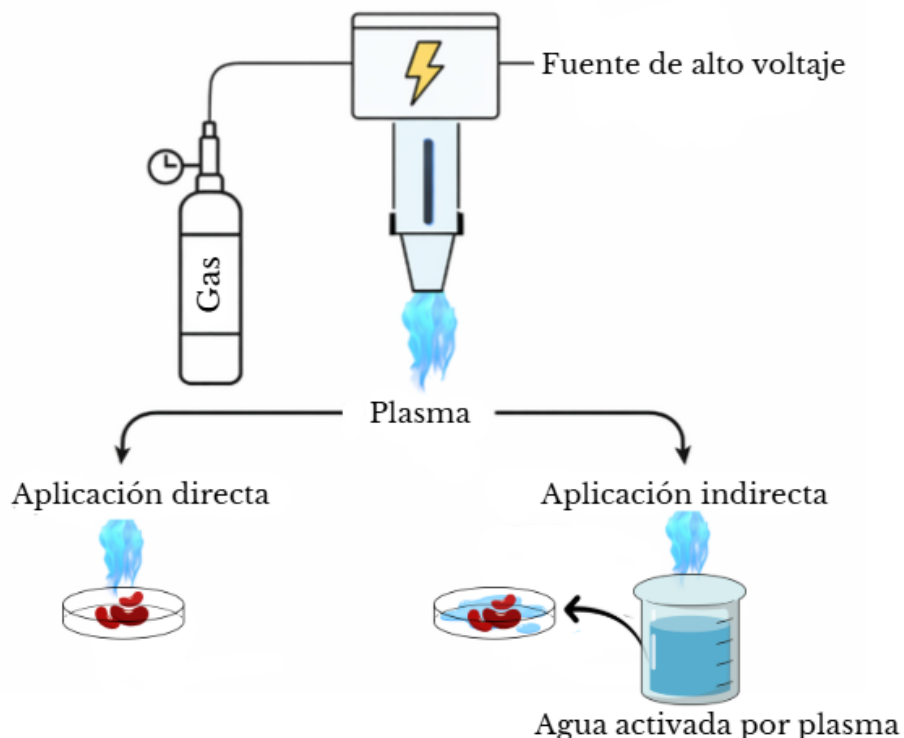 Fuente de alto voltaje
Gas
Plasma
Aplicación directa
Aplicación indirecta
Agua activada por plasma